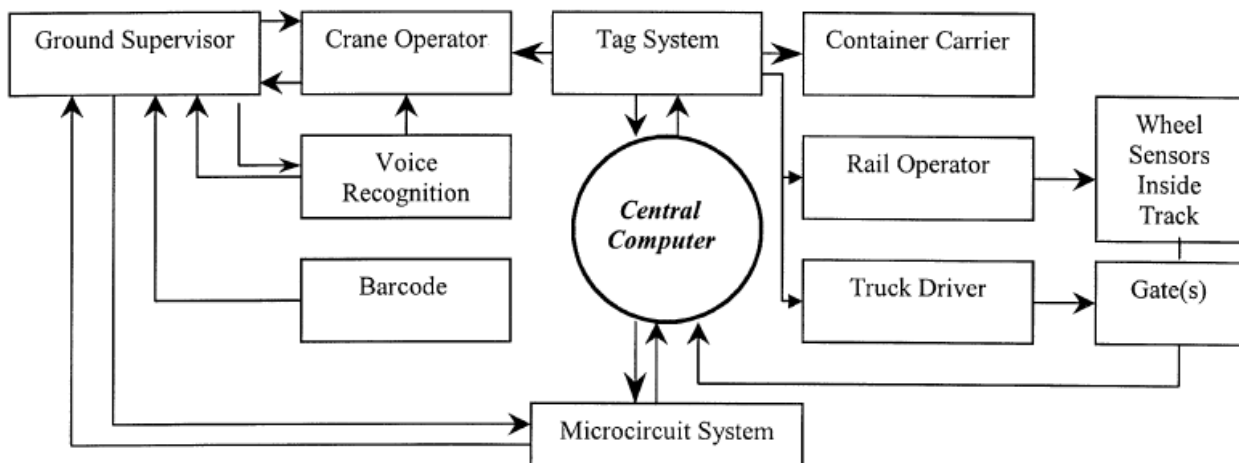 Ground Supervisor
Crane Operator
Tag System
Container Carrier
Voice
Recognition
Central
Computer
Rail Operator
Wheel
Sensors
Inside
Track
Barcode
Truck Driver
Gate(s)
Microcircuit System